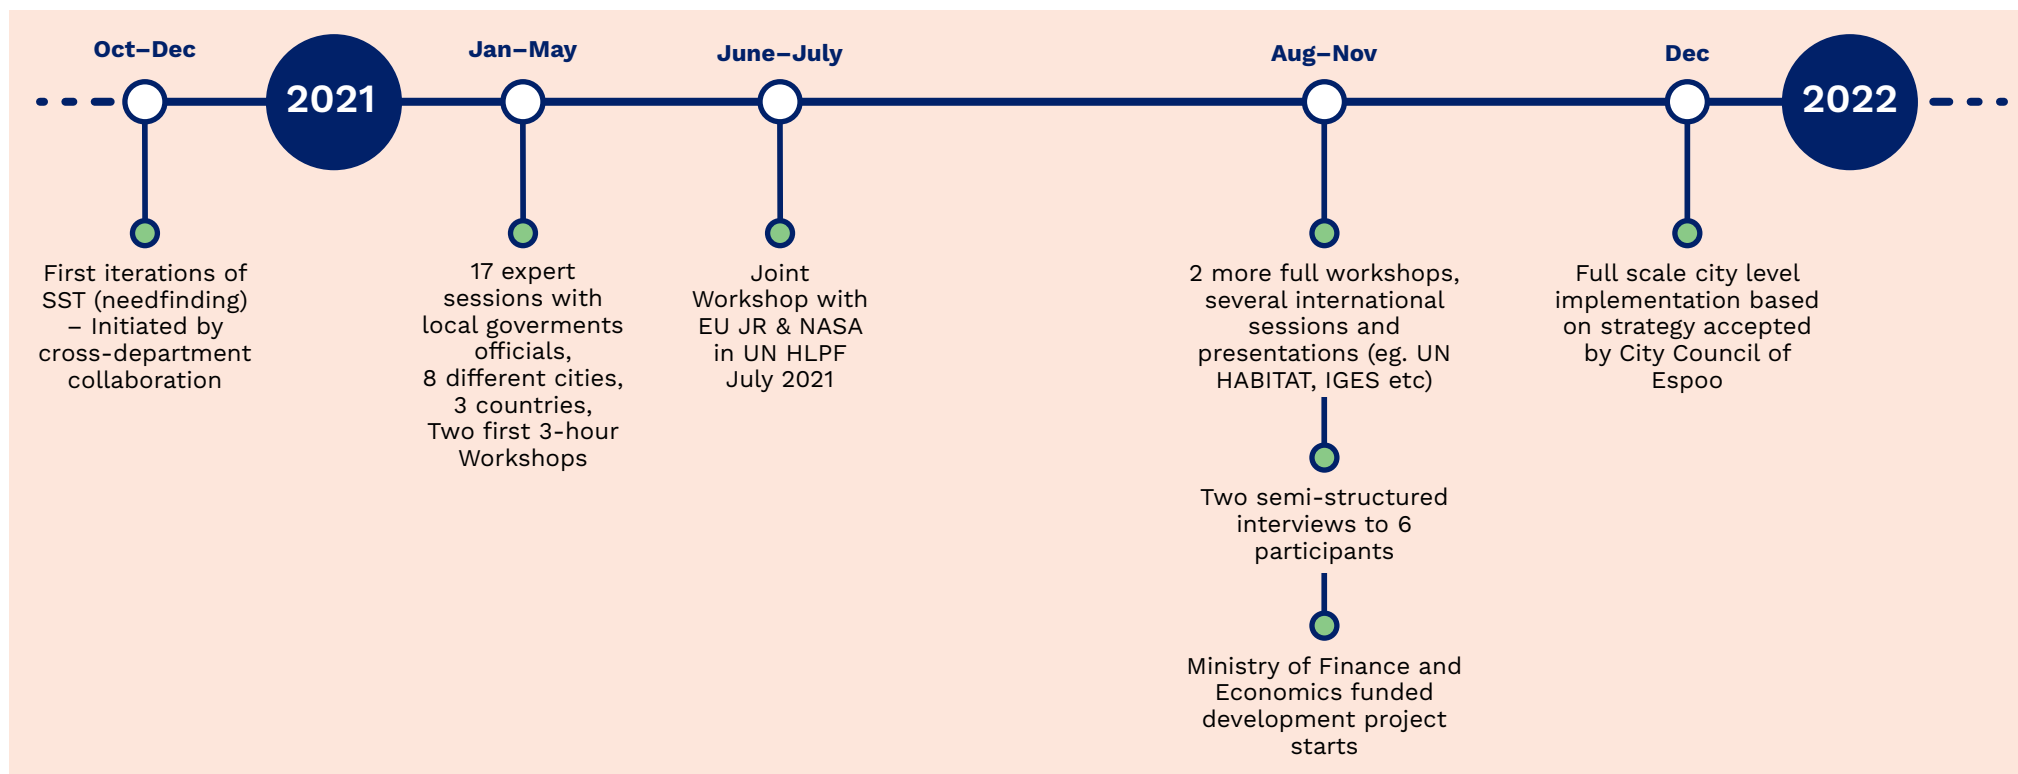 Oct–Dec
2021
Jan–May
June–July
Aug–Nov
Dec
2022
First iterations of
SST (needfinding)
– Initiated by
cross-department
collaboration
17 expert
sessions with
local goverments
officials,
8 different cities,
3 countries,
Two first 3-hour
Workshops
Joint
Workshop with
EU JR & NASA
in UN HLPF
July 2021
2 more full workshops,
several international
sessions and
presentations (eg. UN
HABITAT, IGES etc)
Two semi-structured
interviews to 6
participants
Ministry of Finance and
Economics funded
development project
starts
Full scale city level
implementation based
on strategy accepted
by City Council of
Espoo